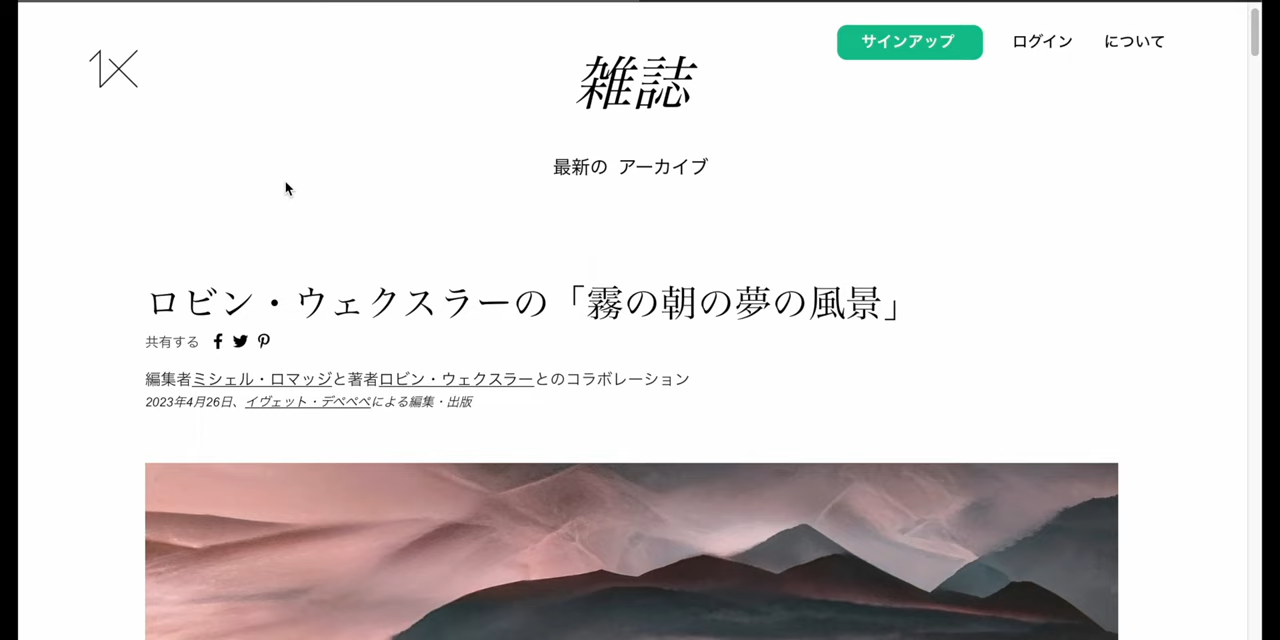 1x
サインアップ ログイン について
雑誌
最新の アーカイブ
ロビン・ウェクスラーの「霧の朝の夢の風景」
共有する
編集者ミシェル・ロマッジと著者ロビン・ウェクスラーとのコラボレーション
2023年4月26日、イヴェット・デペペペによる編集・出版